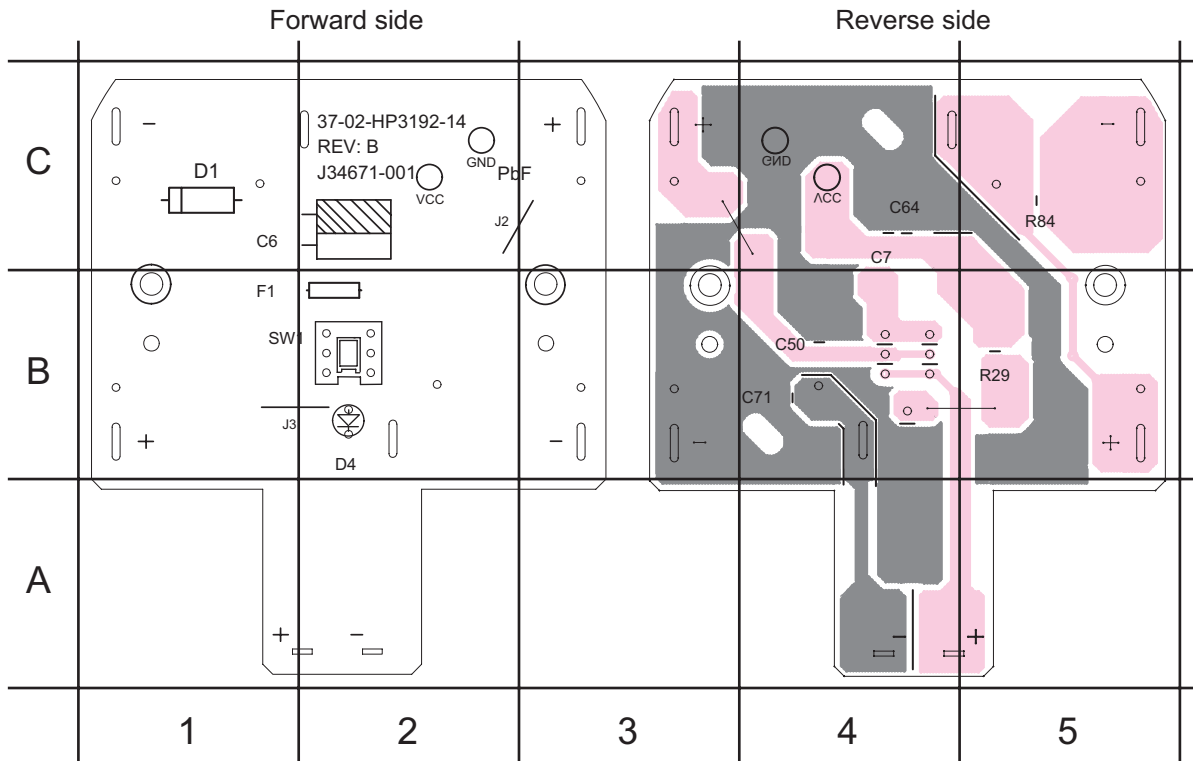 Forward side
Reverse side
C
37-02-HP3192-14
REV: B
J34671-001
GND
VCC
PbF
D1
C6
J2
-
+
GND
VCC
C64
C7
R84
+
-
B
F1
SW1
J3
D4
+
-
C50
C71
R29
-
+
A
+
-
-
+
1
2
3
4
5